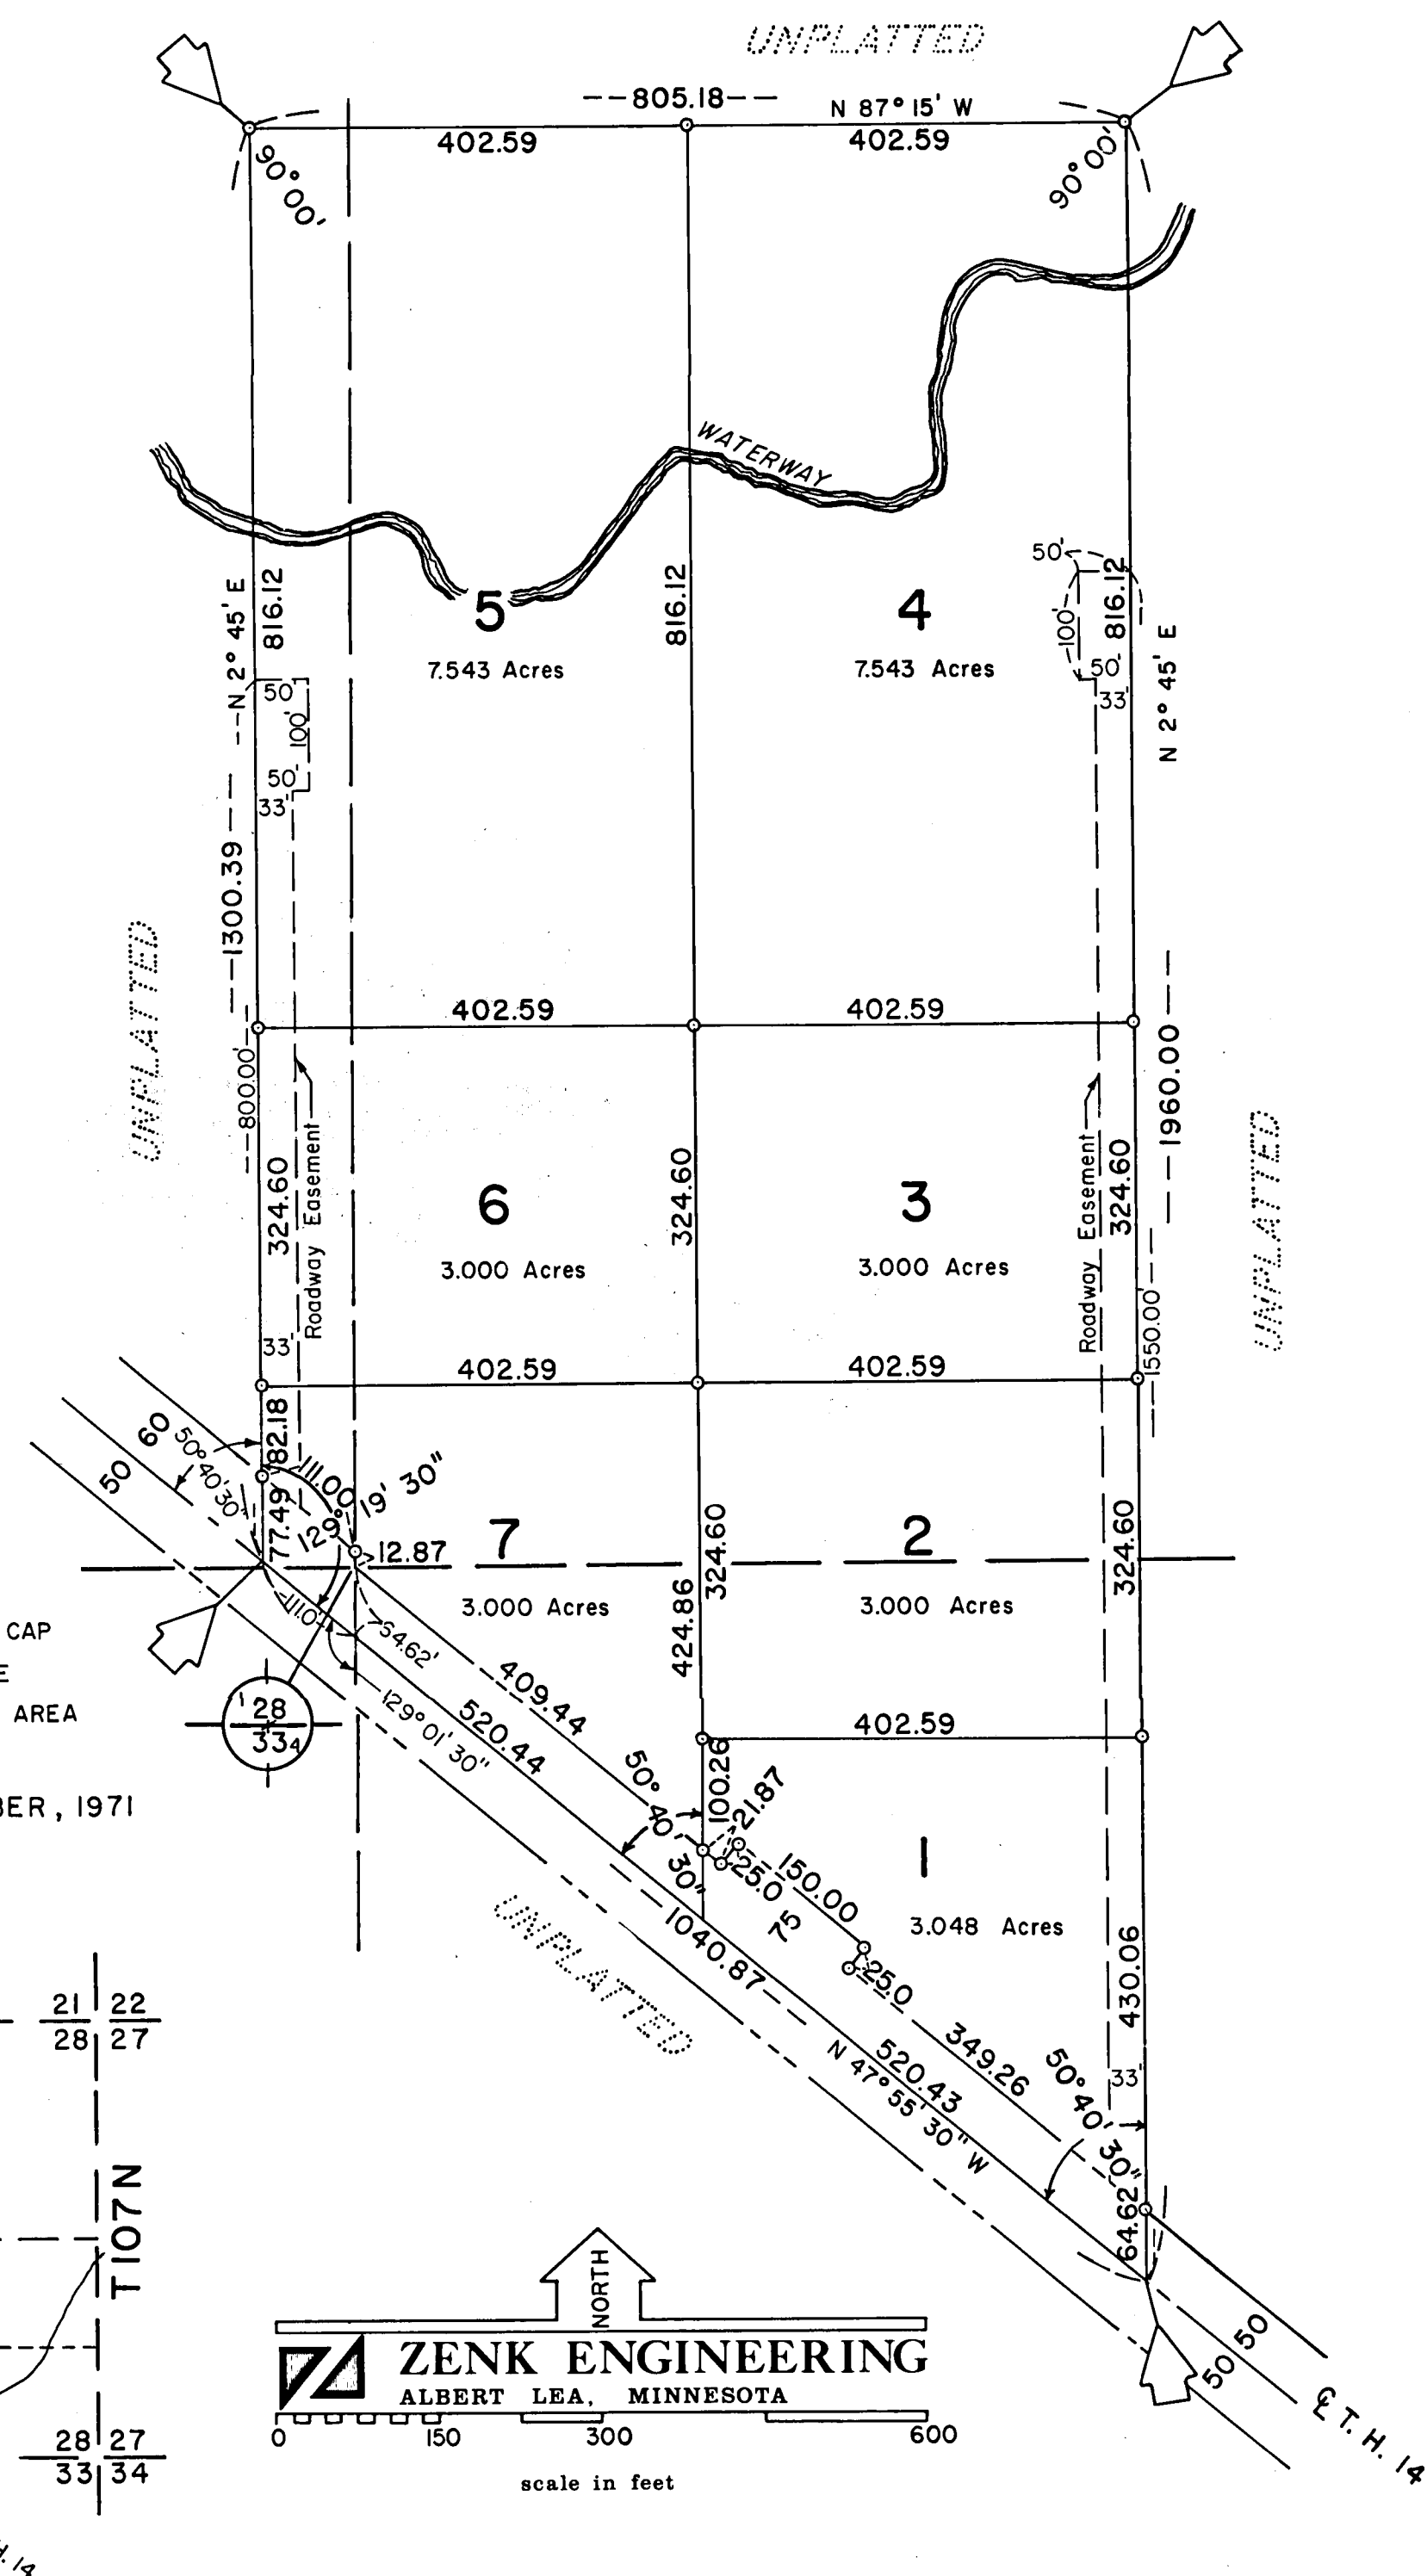 UNPLATTED
--805.18--
N 87° 15' W
402.59
402.59
90°00'
90°00'
WATERWAY
50'
100'
50'
33'
816.12
N 2° 45' E
816.12
816.12
--N 2° 45' E
5
7.543 Acres
4
7.543 Acres
50'
100'
50'
33'
--1300.39--
UNPLATTED
402.59
402.59
--800.00'--
--1960.00--
324.60
Roadway Easement
324.60
Roadway Easement
324.60
UNPLATTED
6
3.000 Acres
3
3.000 Acres
33'
--1550.00'--
402.59
402.59
60
50
50° 40' 30"
82.18
77.49
111.00
129° 19' 30"
12.87
7
3.000 Acres
324.60
424.86
2
3.000 Acres
324.60
111.0'
64.62'
129° 01' 30"
CAP
AREA
BER, 1971
28
33
409.44
520.44
402.59
50° 40' 30"
100.26
21.87
25.0
150.00
75
25.0
1
3.048 Acres
430.06
UNPLATTED
1040.87
349.26
520.43
N 47° 55' 30" W
50° 40' 30"
33'
64.62
50
50
℄ T. H. 14
21 22
28 27
T 107 N
28 27
33 34
H. 14
NORTH
ZENK ENGINEERING
ALBERT LEA, MINNESOTA
0 150 300 600
scale in feet